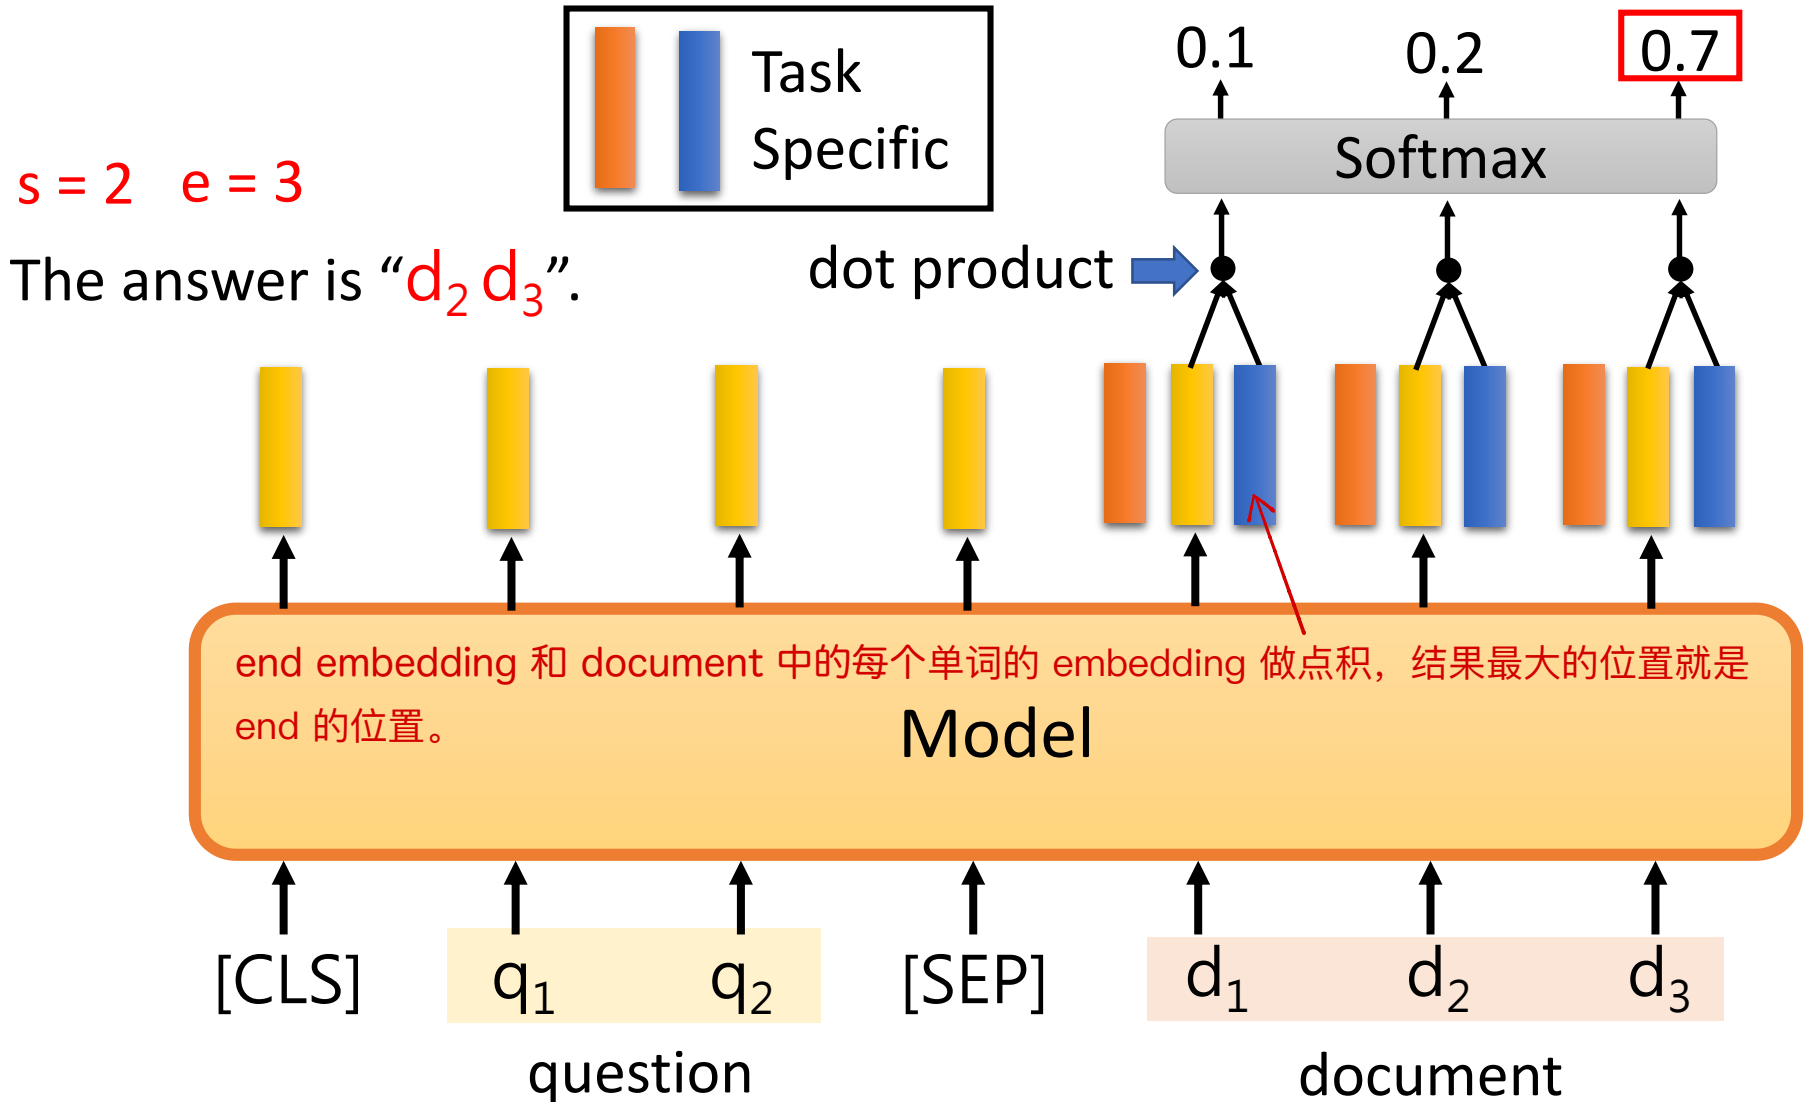 Task
Specific
0.1 0.2 0.7
Softmax
s = 2 e = 3
dot product
The answer is “d2 d3”.
end embedding 和 document 中的每个单词的 embedding 做点积，结果最大的位置就是
end 的位置。
Model
[CLS] q1 q2 [SEP] d1 d2 d3
question document